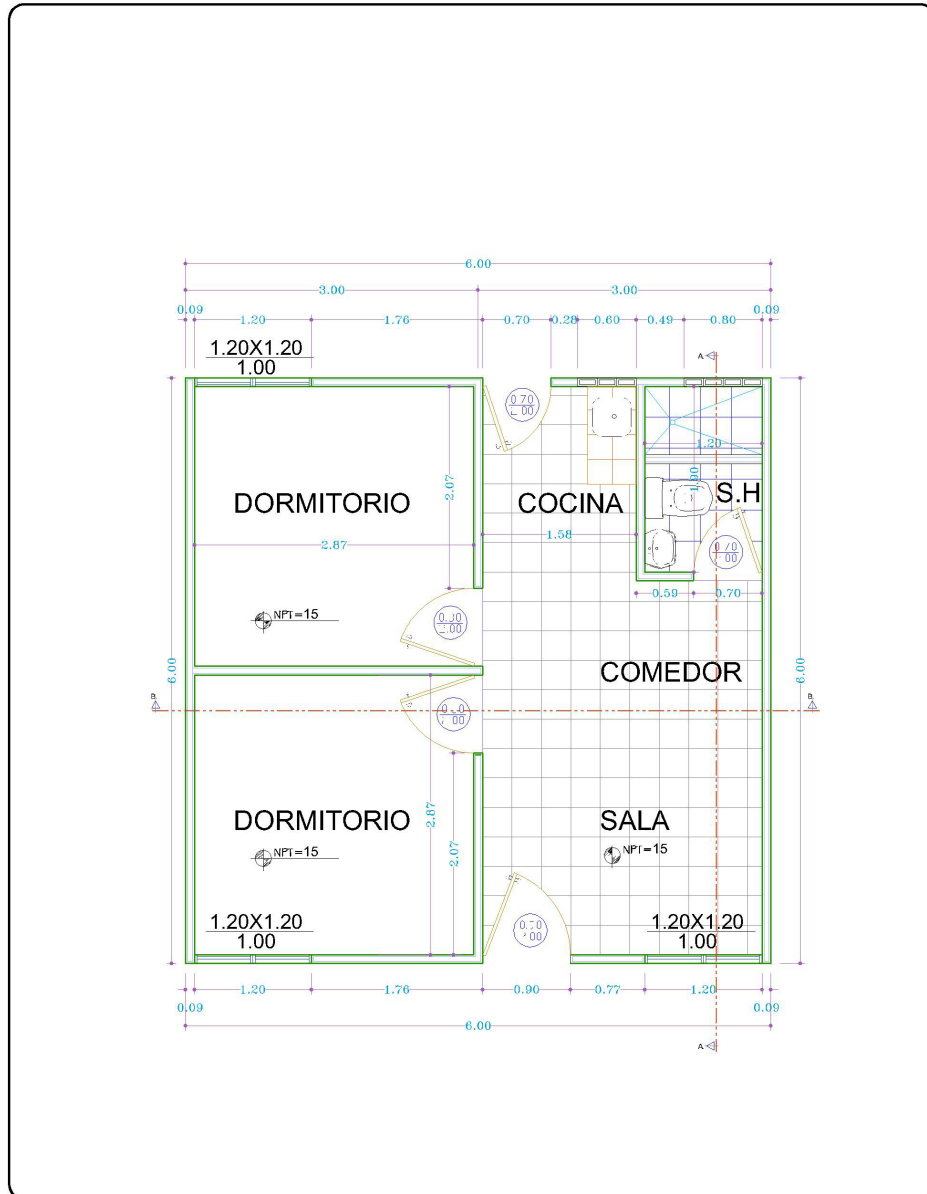 6.00
3.00 3.00
0.09 1.20 1.76 0.70 0.28 0.60 0.49 0.80 0.09
1.20X1.20
1.00
A
0.70
1.20
2.07
1.90
DORMITORIO COCINA S.H
2.87 1.58
0.59 0.70
NPT=15
6.00 COMEDOR 6.00
B B
DORMITORIO 2.87 SALA
NPT=15 2.07 NPT=15
1.20X1.20 1.20X1.20
1.00 1.00
1.20 1.76 0.90 0.77 1.20
0.09 0.09
6.00
A